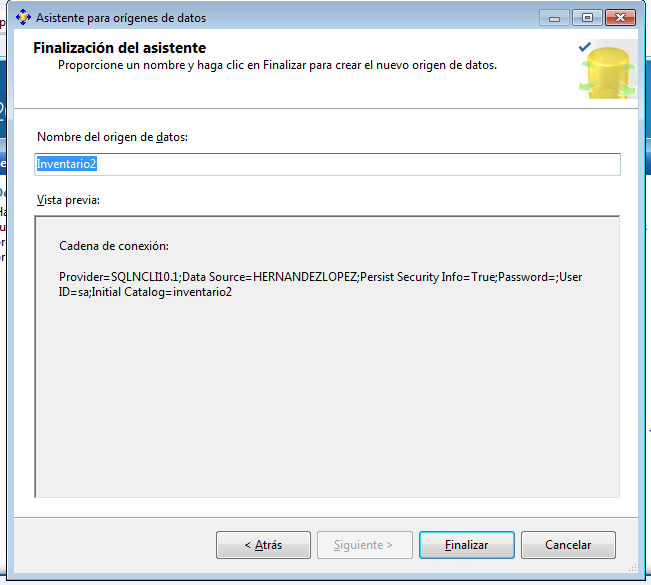 Asistente para orígenes de datos
Finalización del asistente
Proporcione un nombre y haga clic en Finalizar para crear el nuevo origen de datos.
Nombre del origen de datos:
Inventario2
Vista previa:
Cadena de conexión:
Provider=SQLNCLI10.1;Data Source=HERNANDEZLOPEZ;Persist Security Info=True;Password=;User
ID=sa;Initial Catalog=inventario2
< Atrás
Siguiente >
Finalizar
Cancelar